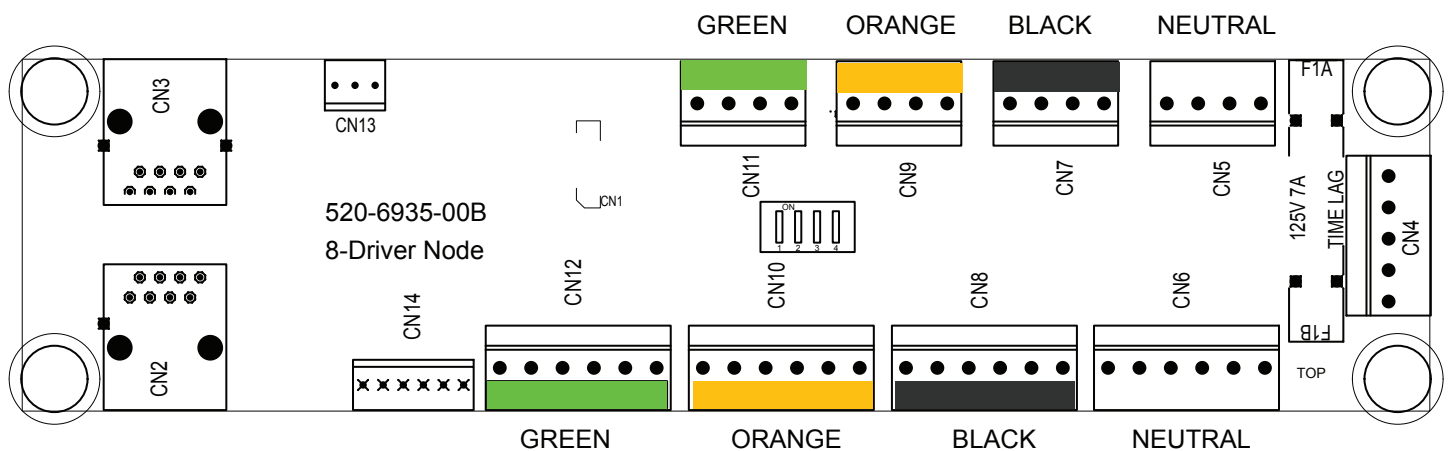 GREEN ORANGE BLACK NEUTRAL
CN3
CN13
CN11
CN9
CN7
CN5
F1A
125V 7A
TIME LAG
CN4
CN1
520-6935-00B
8-Driver Node
ON
1 2 3 4
CN2
CN14
CN12
CN10
CN8
CN6
F1B
TOP
GREEN ORANGE BLACK NEUTRAL